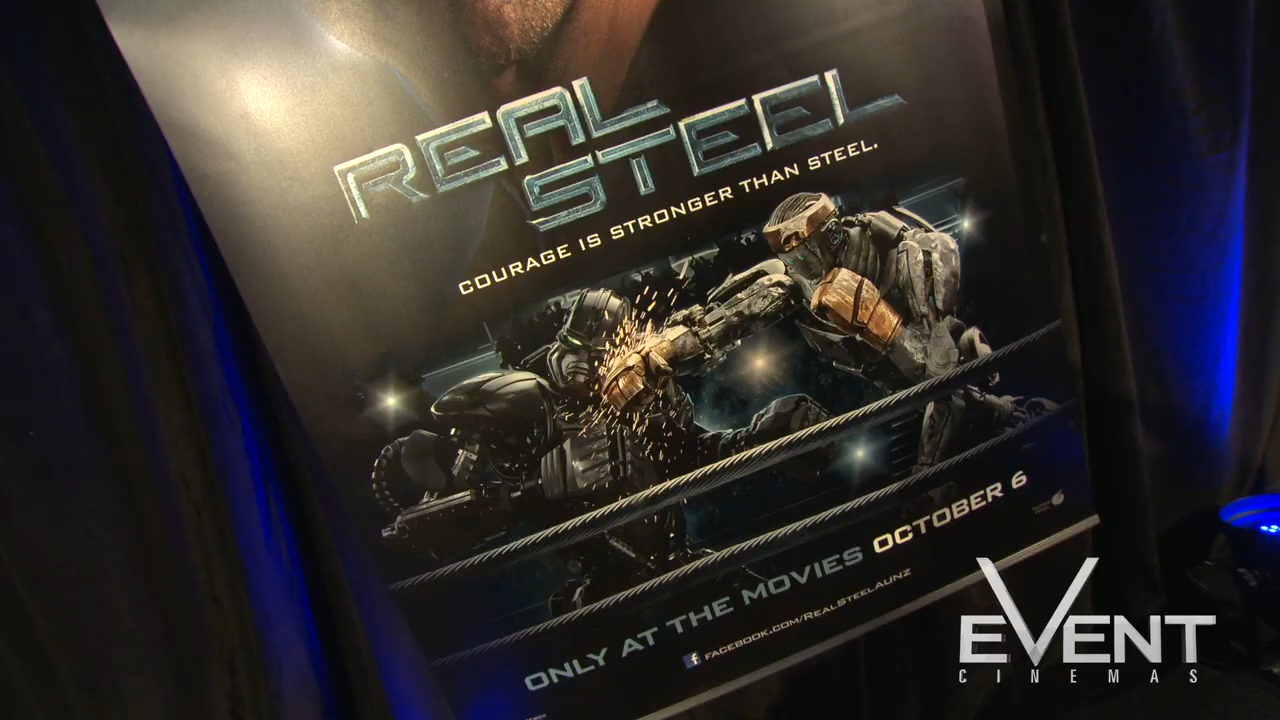 REAL
STEEL
COURAGE IS STRONGER THAN STEEL.
ONLY AT THE MOVIES OCTOBER 6
f FACEBOOK.COM/REALSTEELAUNZ
EVENT
CINEMAS